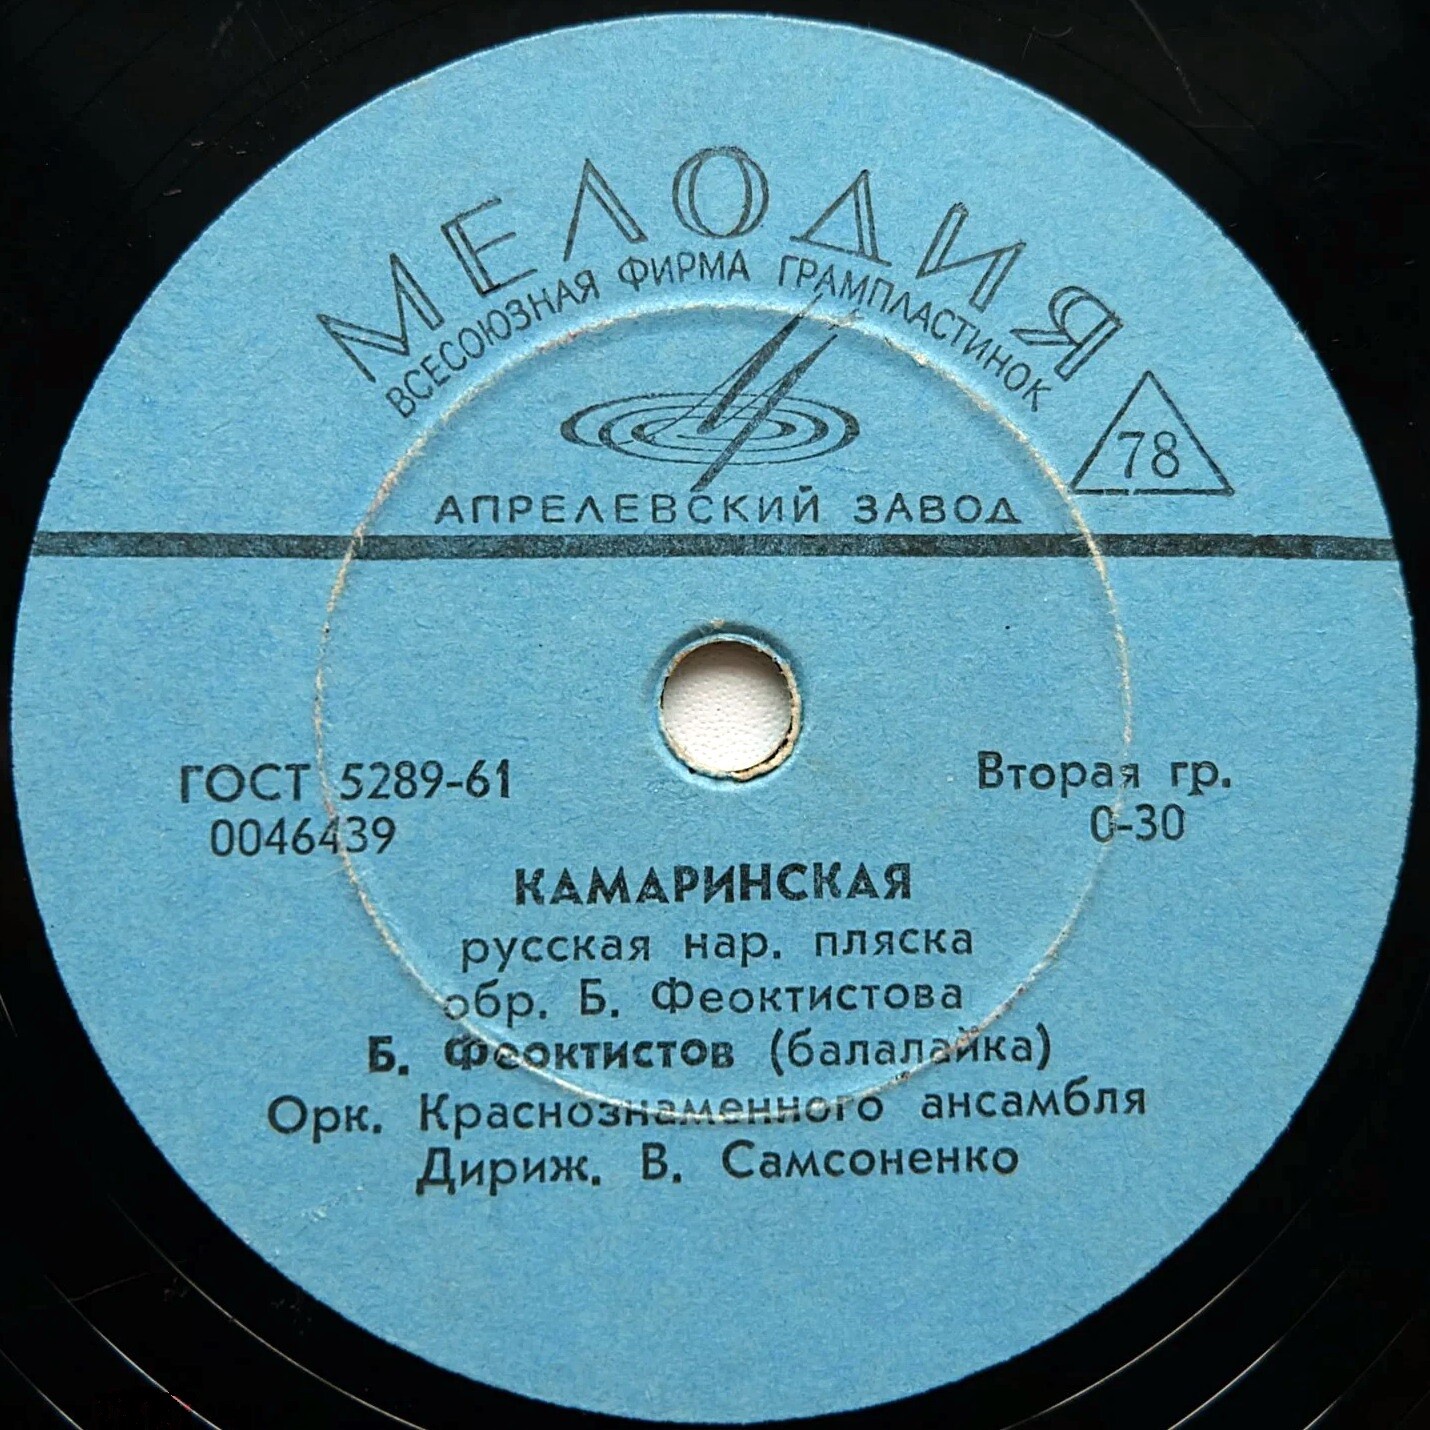 МЕЛОДИЯ
ВСЕСОЮЗНАЯ ФИРМА ГРАМПЛАСТИНОК
78
АПРЕЛЕВСКИЙ ЗАВОД
ГОСТ 5289-61
0046439
Вторая гр.
0-30
КАМАРИНСКАЯ
русская нар. пляска
обр. Б. Феоктистова
Б. Феоктистов (балалайка)
Орк. Краснознаменного ансамбля
Дириж. В. Самсоненко